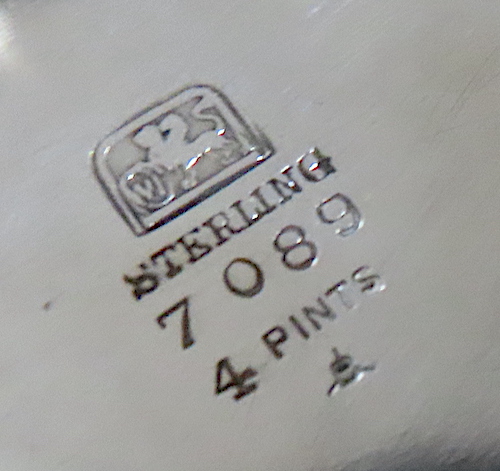 W
STERLING
7089
4 PINTS